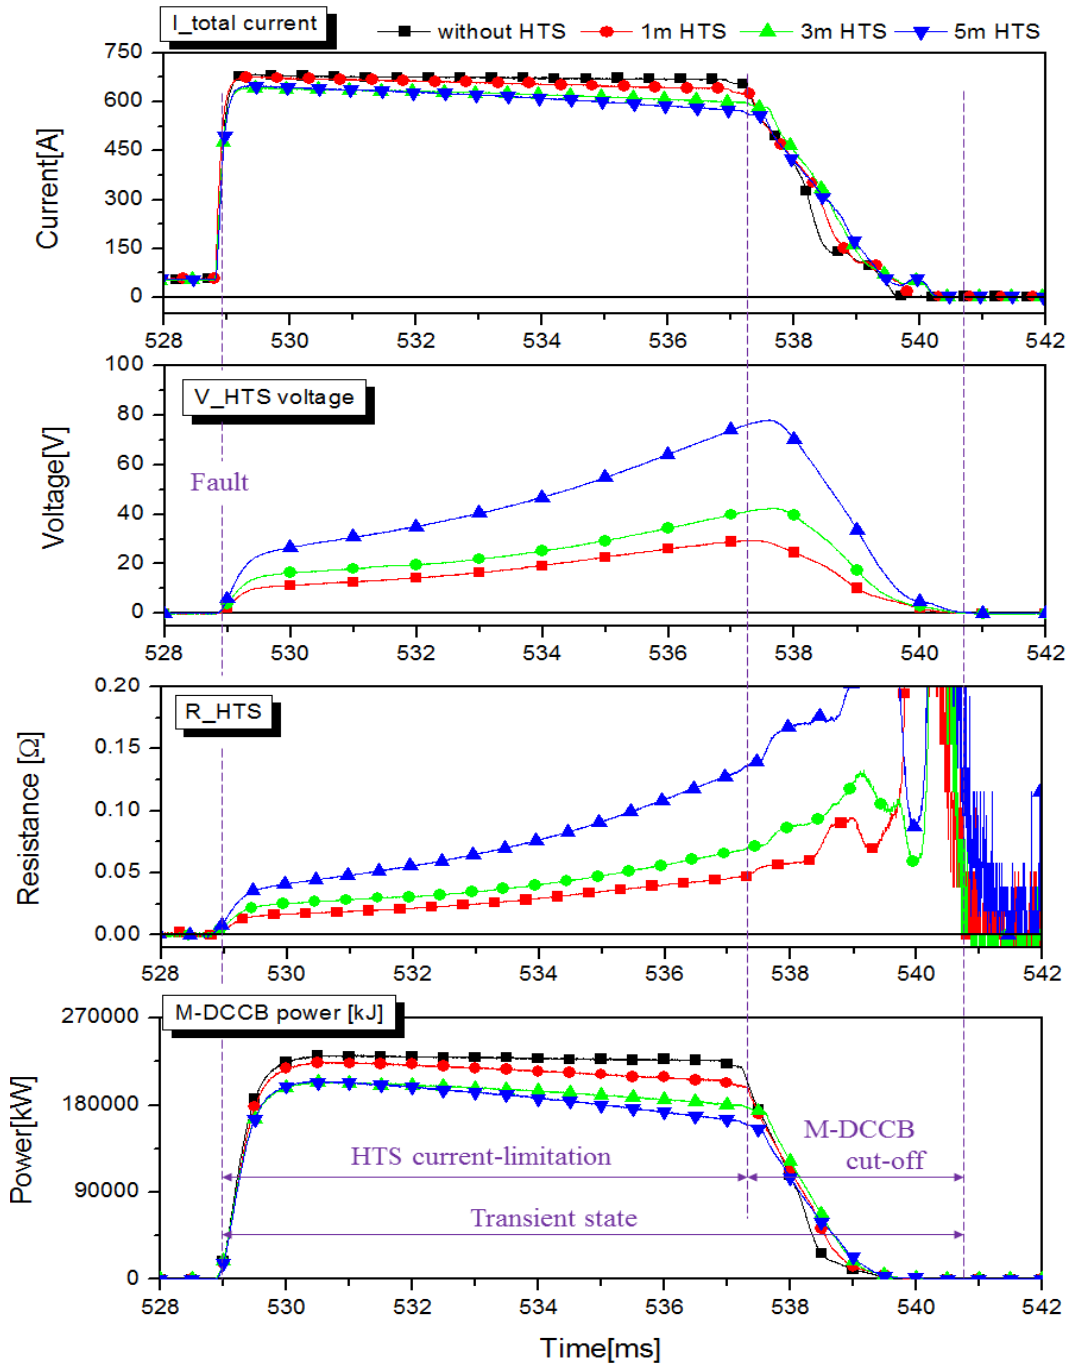 I_total current
without HTS 1m HTS 3m HTS 5m HTS
750
600
450
300
150
0
Current[A]
528 530 532 534 536 538 540 542
V_HTS voltage
100
80
60
40
20
0
Voltage[V]
Fault
528 530 532 534 536 538 540 542
R_HTS
0.20
0.15
0.10
0.05
0.00
Resistance [Ω]
528 530 532 534 536 538 540 542
M-DCCB power [kJ]
270000
180000
90000
0
Power[kW]
HTS current-limitation
M-DCCB
cut-off
Transient state
528 530 532 534 536 538 540 542
Time[ms]